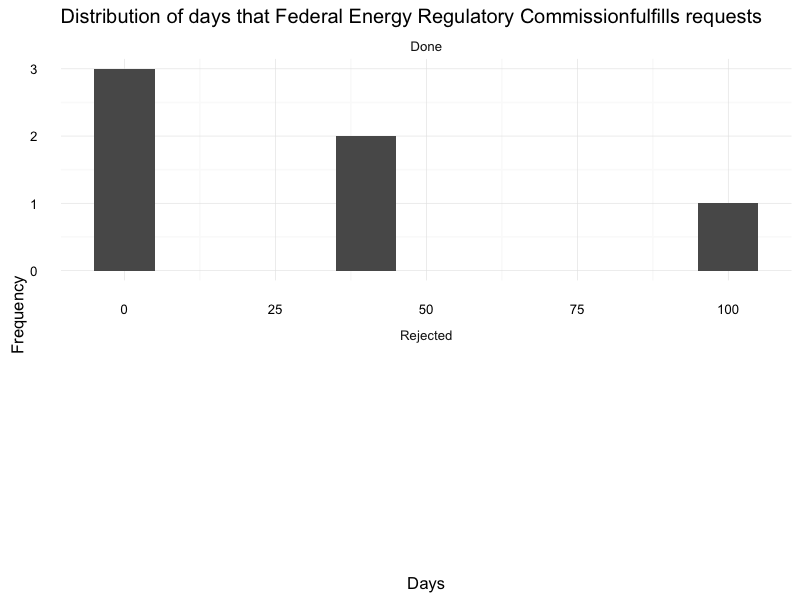 Distribution of days that Federal Energy Regulatory Commissionfulfills requests
Done
3
2
1
0
Frequency
0 25 50 75 100
Rejected
Days